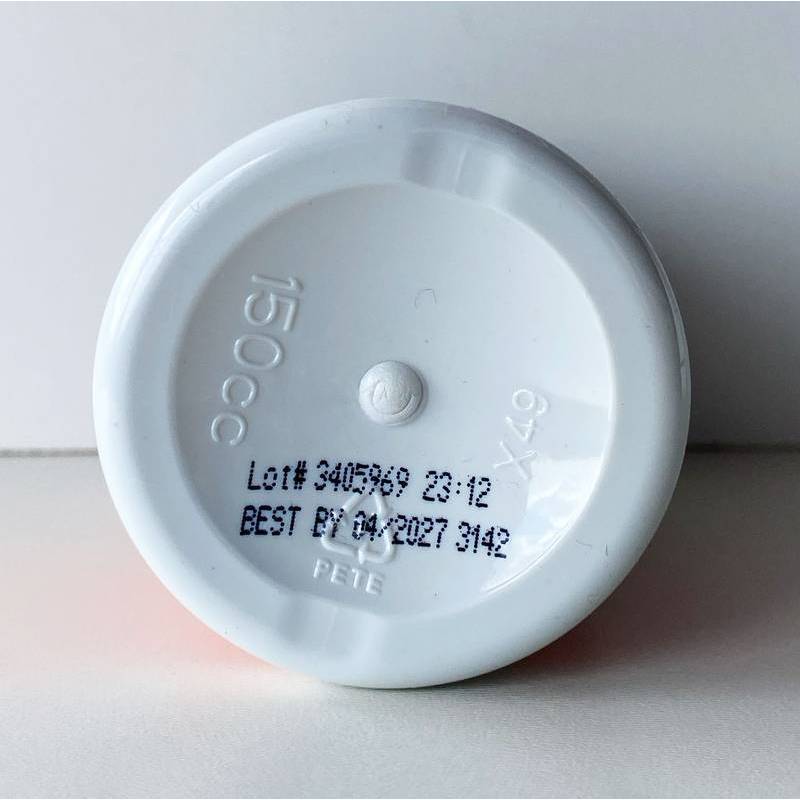 150cc
X49
Lot# 3405969 23:12
BEST BY 04/2027 3142
PETE